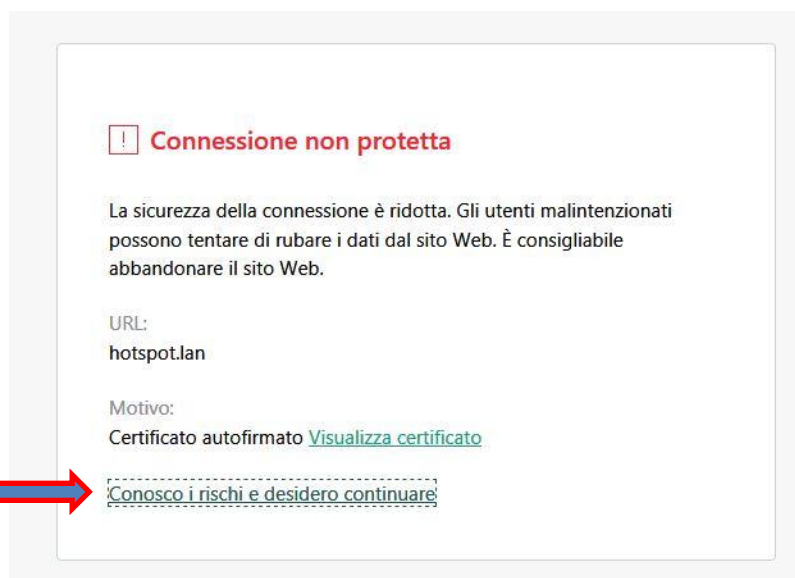 ! Connessione non protetta
La sicurezza della connessione è ridotta. Gli utenti malintenzionati
possono tentare di rubare i dati dal sito Web. È consigliabile
abbandonare il sito Web.
URL:
hotspot.lan
Motivo:
Certificato autofirmato Visualizza certificato
Conosco i rischi e desidero continuare